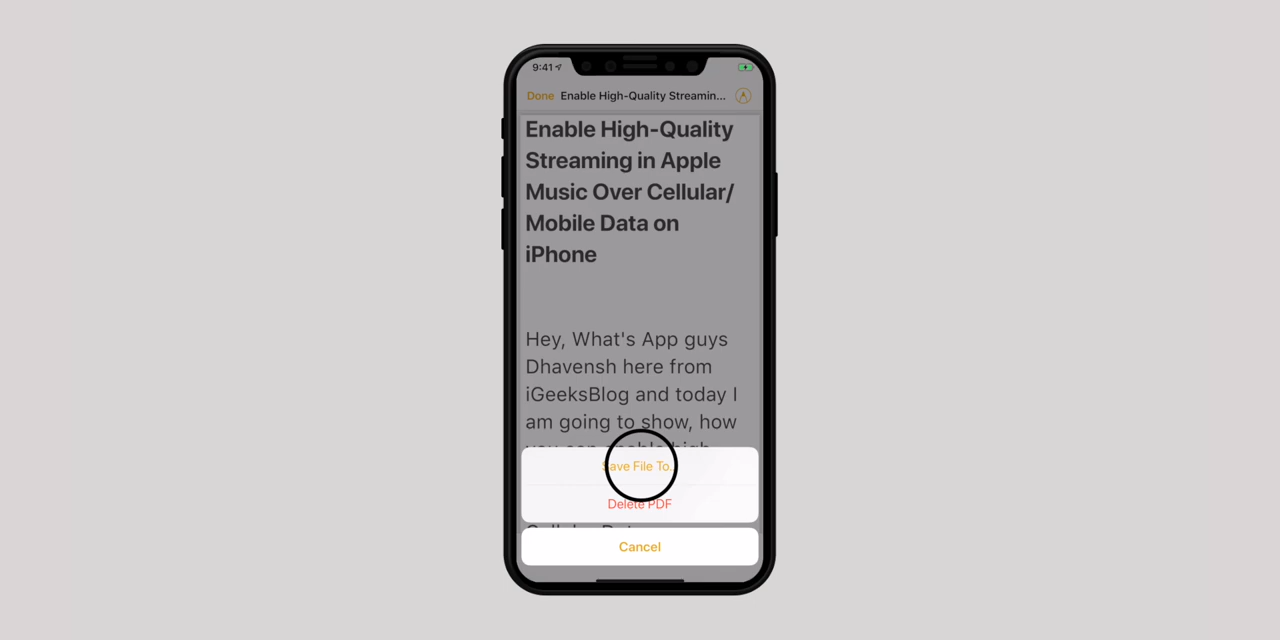 9:41
Done Enable High-Quality Streamin...
Enable High-Quality
Streaming in Apple
Music Over Cellular/
Mobile Data on
iPhone
Hey, What's App guys
Dhavensh here from
iGeeksBlog and today I
am going to show, how
you can enable high
Save File To...
Delete PDF
Cancel